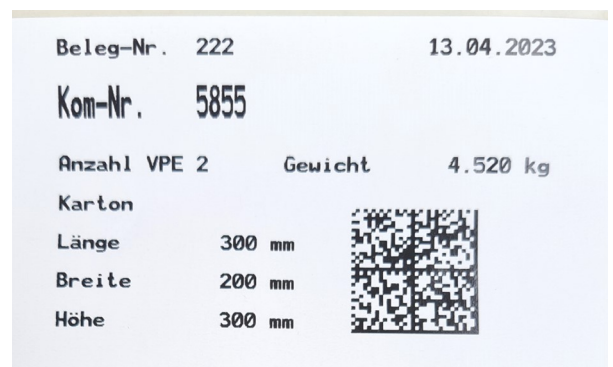 Beleg-Nr. 222 13.04.2023
Kom-Nr. 5855
Anzahl VPE 2 Gewicht 4.520 kg
Karton
Länge 300 mm
Breite 200 mm
Höhe 300 mm